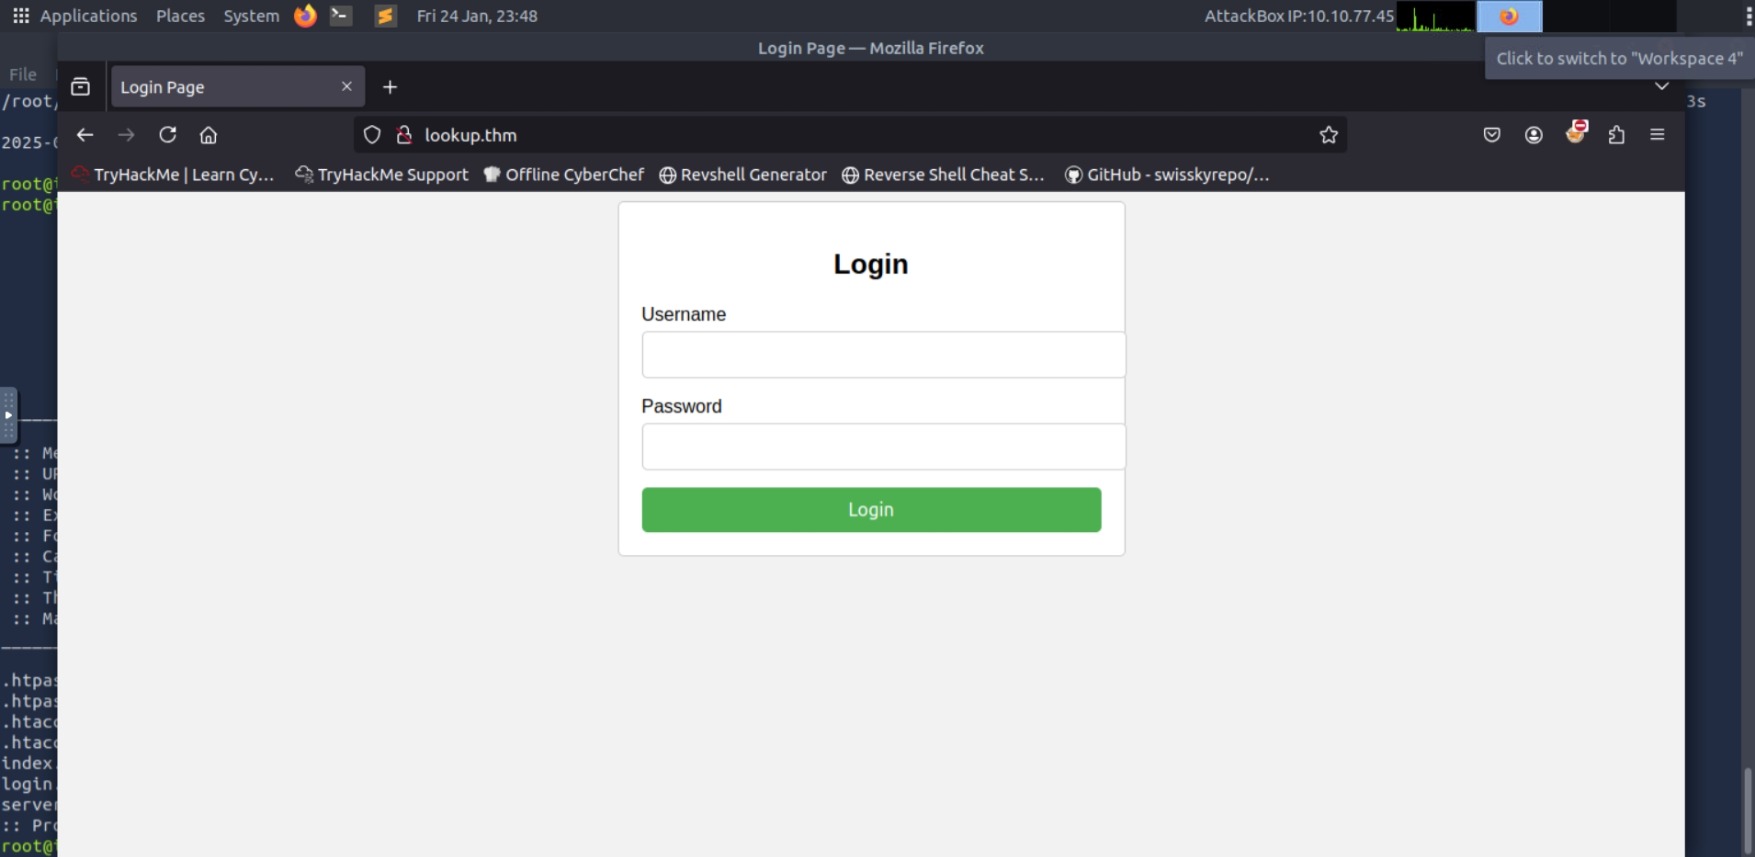 Applications Places System Fri 24 Jan, 23:48 AttackBox IP:10.10.77.45
Login Page — Mozilla Firefox
Click to switch to "Workspace 4"
File
Login Page
/root/
3s
lookup.thm
2025-0
TryHackMe | Learn Cy... TryHackMe Support Offline CyberChef Revshell Generator Reverse Shell Cheat S... GitHub - swisskyrepo/...
root@
root@
Login
Username
Password
Login
:: Me
:: UR
:: Wo
:: Ex
:: Fo
:: Ca
:: Ti
:: Th
:: Ma
.htpas
.htpas
.htacc
.htacc
index.
login.
server
:: Pro
root@